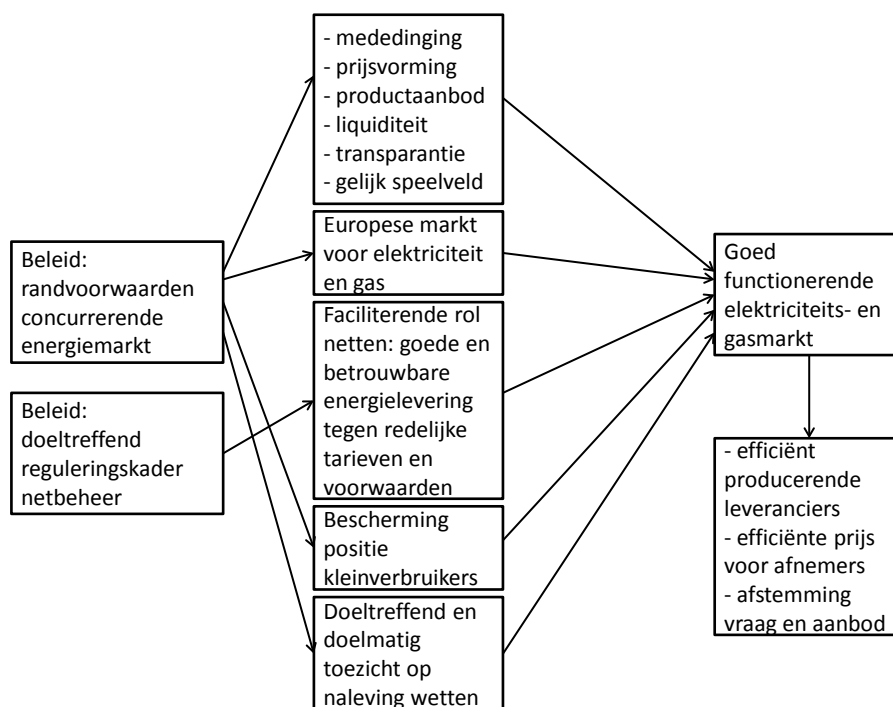 Beleid:
randvoorwaarden
concurrerende
energiemarkt
Beleid:
doeltreffend
reguleringskader
netbeheer
- mededinging
- prijsvorming
- productaanbod
- liquiditeit
- transparantie
- gelijk speelveld
Europese markt
voor elektriciteit
en gas
Faciliterende rol
netten: goede en
betrouwbare
energielevering
tegen redelijke
tarieven en
voorwaarden
Bescherming
positie
kleinverbruikers
Doeltreffend en
doelmatig
toezicht op
naleving wetten
Goed
functionerende
elektriciteits- en
gasmarkt
- efficiënt
producerende
leveranciers
- efficiënte prijs
voor afnemers
- afstemming
vraag en aanbod